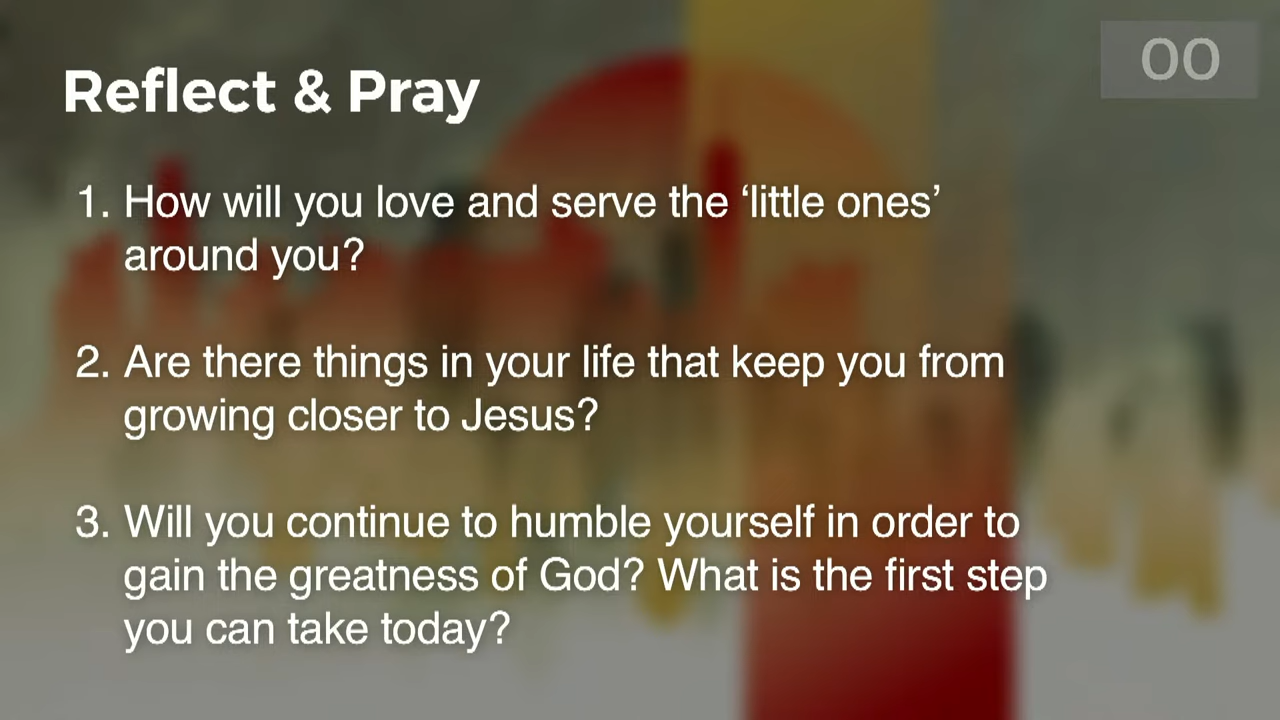 Reflect & Pray
00
1. How will you love and serve the ‘little ones’
around you?
2. Are there things in your life that keep you from
growing closer to Jesus?
3. Will you continue to humble yourself in order to
gain the greatness of God? What is the first step
you can take today?